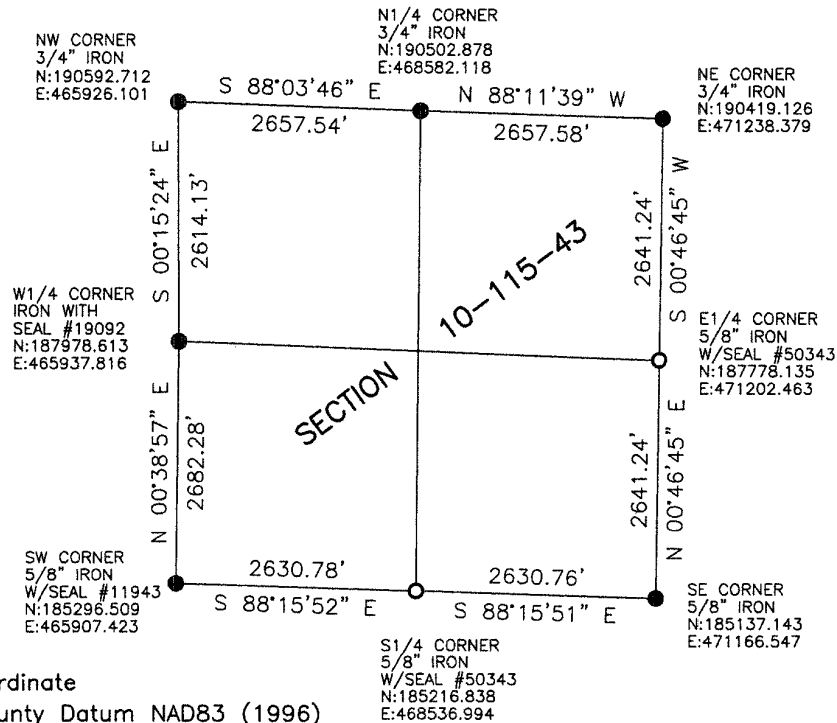 N1/4 CORNER
3/4" IRON
N:190502.878
E:468582.118
NW CORNER
3/4" IRON
N:190592.712
E:465926.101
NE CORNER
3/4" IRON
N:190419.126
E:471238.379
S 88°03'46" E
2657.54'
N 88°11'39" W
2657.58'
S 00°15'24" E
2614.13'
2641.24'
S 00°46'45" W
W1/4 CORNER
IRON WITH
SEAL #19092
N:187978.613
E:465937.816
SECTION 10-115-43
E1/4 CORNER
5/8" IRON
W/SEAL #50343
N:187778.135
E:471202.463
N 00°38'57" E
2682.28'
2641.24'
N 00°46'45" E
SW CORNER
5/8" IRON
W/SEAL #11943
N:185296.509
E:465907.423
2630.78'
S 88°15'52" E
2630.76'
S 88°15'51" E
SE CORNER
5/8" IRON
N:185137.143
E:471166.547
S1/4 CORNER
5/8" IRON
W/SEAL #50343
N:185216.838
E:468536.994
rdinate
unty Datum NAD83 (1996)